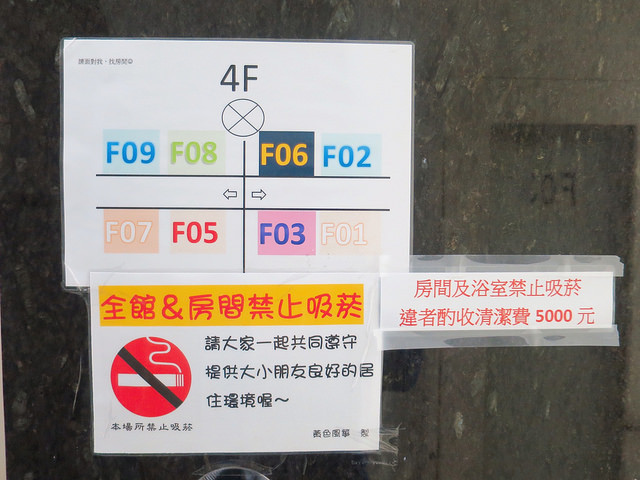 4F
F09 F08 F06 F02
F07 F05 F03 F01
全館＆房間禁止吸菸
請大家一起共同遵守
提供大小朋友良好的居
住環境喔～
本場所禁止吸菸
黃色風箏 製
房間及浴室禁止吸菸
違者酌收清潔費 5000 元